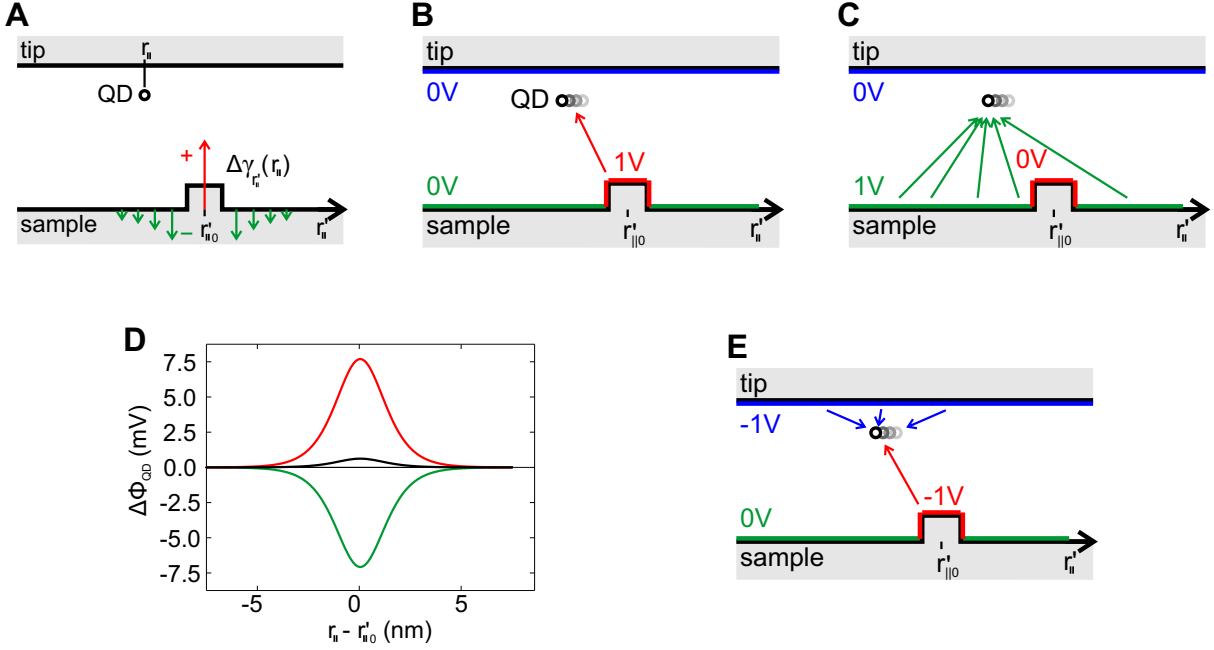 A
tip
r||
QD
+
Δγr'||(r||)
sample
−
r'||0
r'||
B
tip
0V
QD
1V
0V
sample
r'||0
r'||
C
tip
0V
0V
1V
sample
r'||0
r'||
D
7.5
5.0
2.5
0.0
-2.5
-5.0
-7.5
ΔΦQD (mV)
-5
0
5
r|| - r'||0 (nm)
E
tip
-1V
-1V
0V
sample
r'||0
r'||